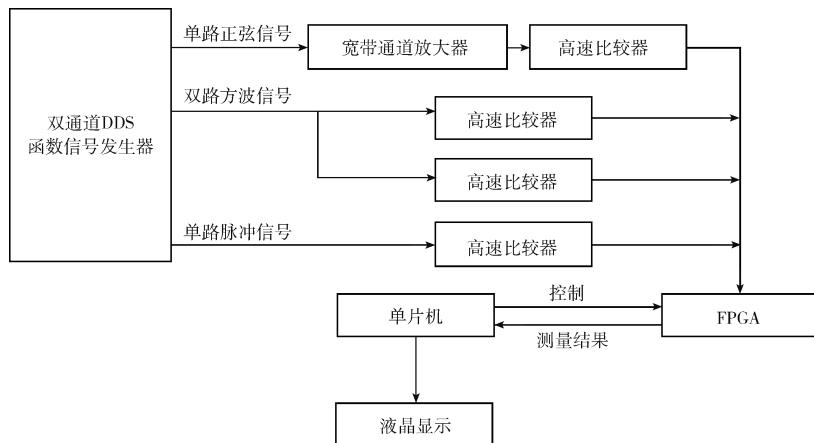 单路正弦信号
宽带通道放大器
高速比较器
双通道DDS
函数信号发生器
双路方波信号
高速比较器
高速比较器
单路脉冲信号
高速比较器
单片机
控制
测量结果
FPGA
液晶显示